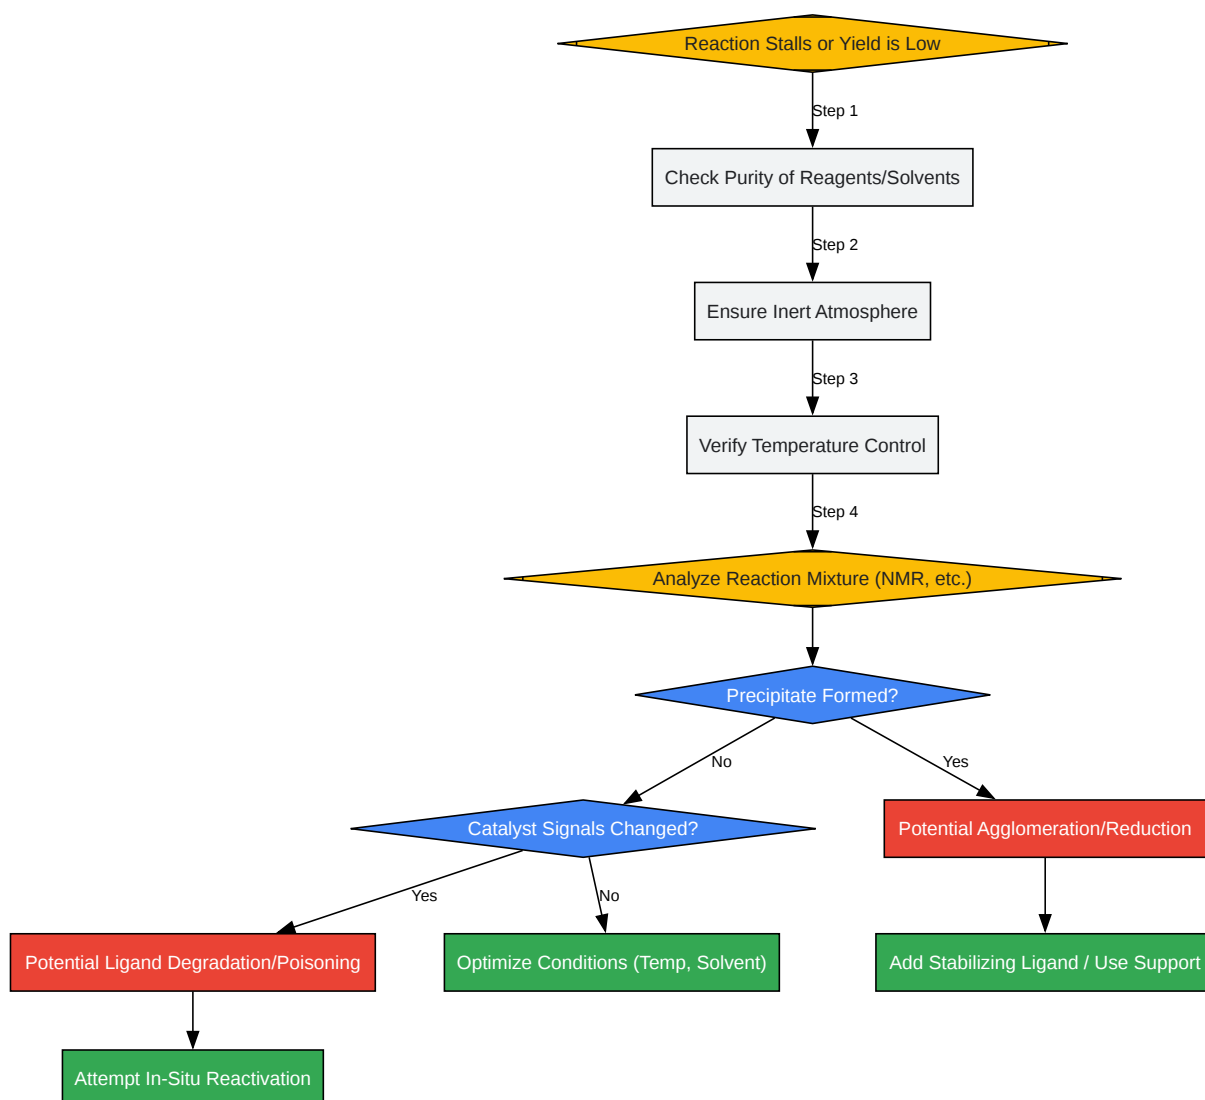 Reaction Stalls or Yield is Low
Step 1
Check Purity of Reagents/Solvents
Step 2
Ensure Inert Atmosphere
Step 3
Verify Temperature Control
Step 4
Analyze Reaction Mixture (NMR, etc.)
Precipitate Formed?
No
Yes
Catalyst Signals Changed?
Potential Agglomeration/Reduction
Yes
No
Potential Ligand Degradation/Poisoning
Optimize Conditions (Temp, Solvent)
Add Stabilizing Ligand / Use Support
Attempt In-Situ Reactivation